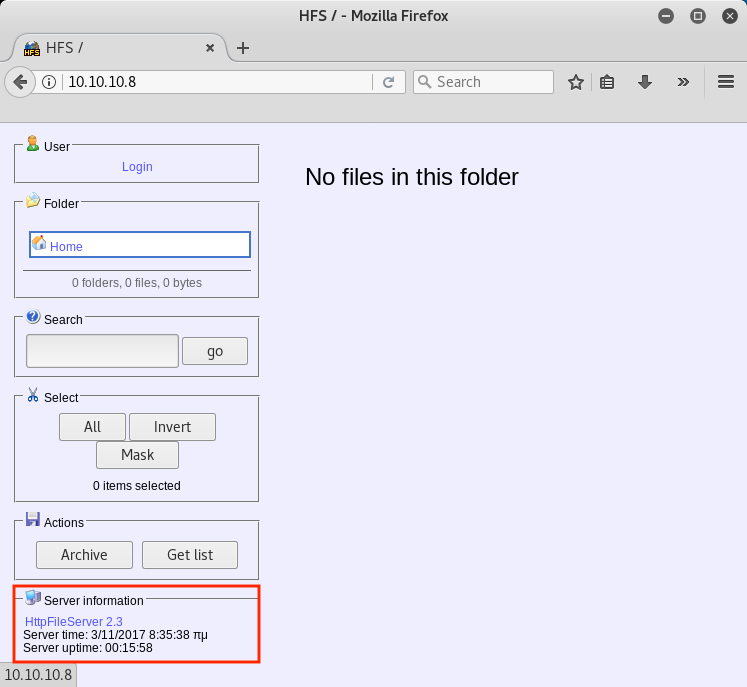 HFS / - Mozilla Firefox
HFS /
10.10.10.8
Search
User
Login
No files in this folder
Folder
Home
0 folders, 0 files, 0 bytes
Search
go
Select
All
Invert
Mask
0 items selected
Actions
Archive
Get list
Server information
HttpFileServer 2.3
Server time: 3/11/2017 8:35:38 πμ
Server uptime: 00:15:58
10.10.10.8